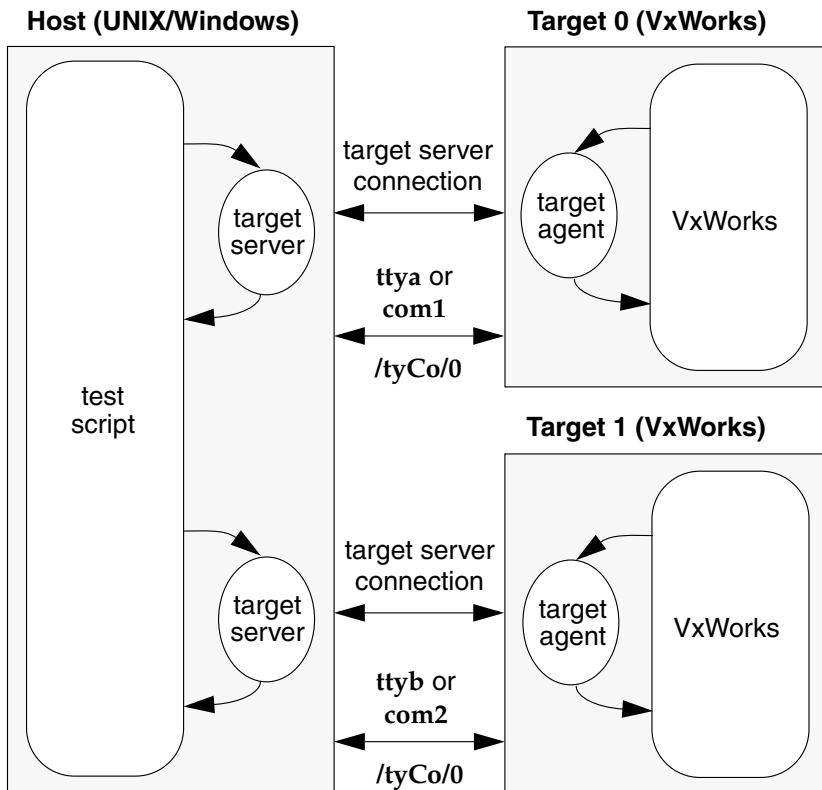 Host (UNIX/Windows)
Target 0 (VxWorks)
test
script
target
server
target server
connection
ttya or
com1
/tyCo/0
target
agent
VxWorks
Target 1 (VxWorks)
target
server
target server
connection
ttyb or
com2
/tyCo/0
target
agent
VxWorks